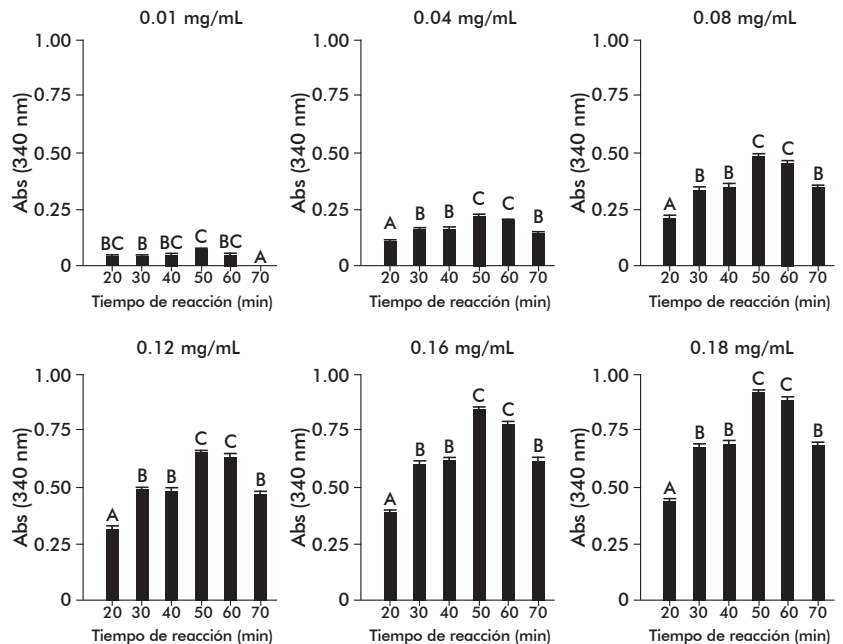 0.01 mg/mL
1.00
0.75
0.50
0.25
0
Abs (340 nm)
BC B BC C BC A
20 30 40 50 60 70
Tiempo de reacción (min)
0.04 mg/mL
1.00
0.75
0.50
0.25
0
Abs (340 nm)
A B B C C B
20 30 40 50 60 70
Tiempo de reacción (min)
0.08 mg/mL
1.00
0.75
0.50
0.25
0
Abs (340 nm)
A B B C C B
20 30 40 50 60 70
Tiempo de reacción (min)
0.12 mg/mL
1.00
0.75
0.50
0.25
0
Abs (340 nm)
A B B C C B
20 30 40 50 60 70
Tiempo de reacción (min)
0.16 mg/mL
1.00
0.75
0.50
0.25
0
Abs (340 nm)
A B B C C B
20 30 40 50 60 70
Tiempo de reacción (min)
0.18 mg/mL
1.00
0.75
0.50
0.25
0
Abs (340 nm)
A B B C C B
20 30 40 50 60 70
Tiempo de reacción (min)